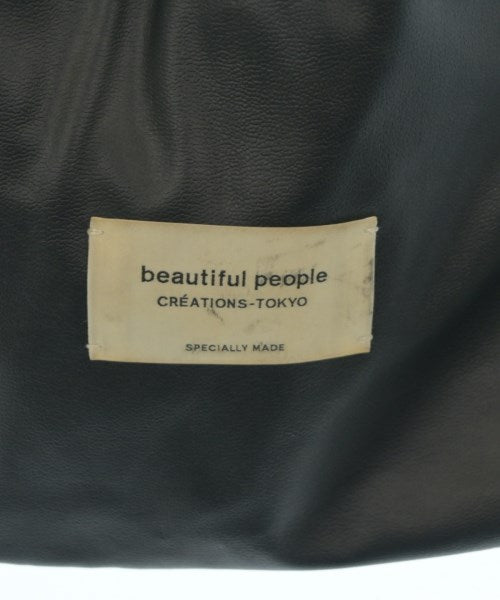 beautiful people
CRÉATIONS-TOKYO
SPECIALLY MADE